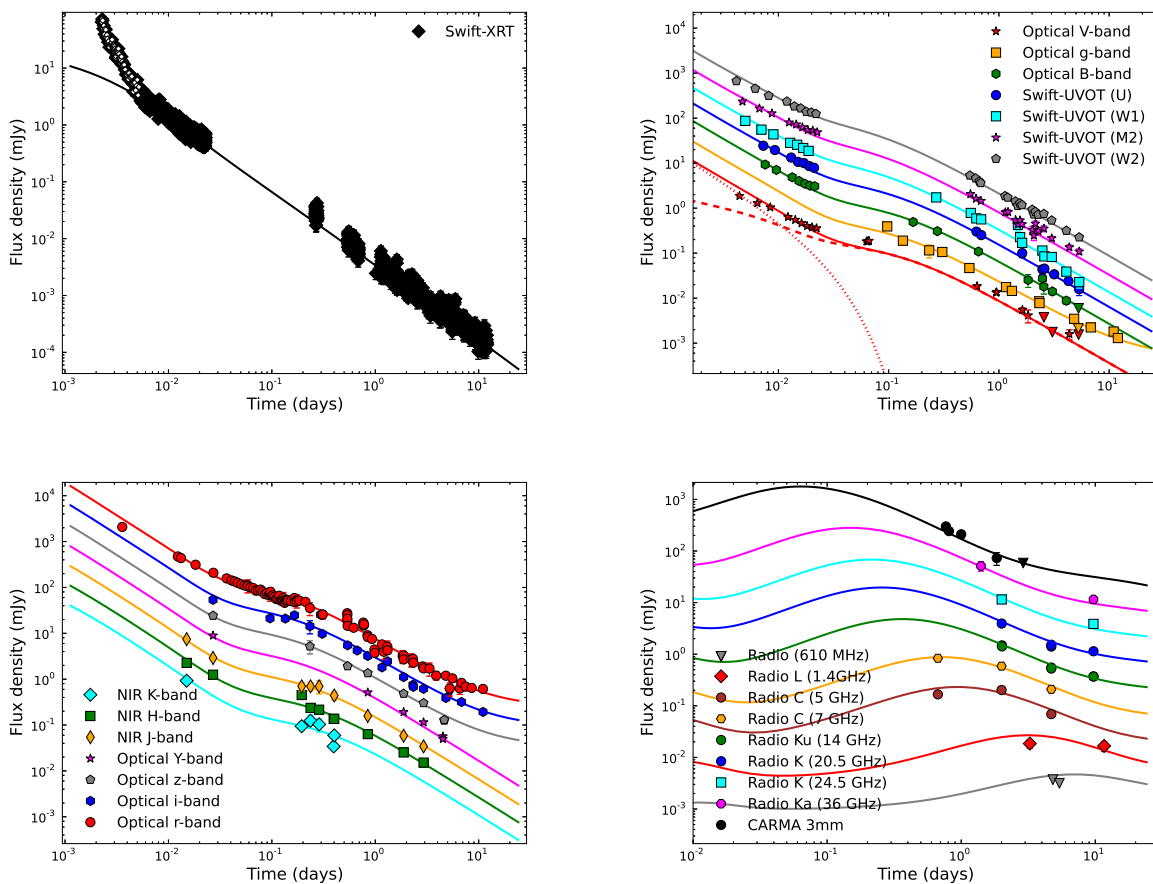 Swift-XRT
Flux density (mJy)
10^1
10^0
10^-1
10^-2
10^-3
10^-4
10^-3
10^-2
10^-1
10^0
10^1
Time (days)
Optical V-band
Optical g-band
Optical B-band
Swift-UVOT (U)
Swift-UVOT (W1)
Swift-UVOT (M2)
Swift-UVOT (W2)
Flux density (mJy)
10^4
10^3
10^2
10^1
10^0
10^-1
10^-2
10^-3
10^-2
10^-1
10^0
10^1
Time (days)
NIR K-band
NIR H-band
NIR J-band
Optical Y-band
Optical z-band
Optical i-band
Optical r-band
Flux density (mJy)
10^4
10^3
10^2
10^1
10^0
10^-1
10^-2
10^-3
10^-3
10^-2
10^-1
10^0
10^1
Time (days)
Radio (610 MHz)
Radio L (1.4GHz)
Radio C (5 GHz)
Radio C (7 GHz)
Radio Ku (14 GHz)
Radio K (20.5 GHz)
Radio K (24.5 GHz)
Radio Ka (36 GHz)
CARMA 3mm
Flux density (mJy)
10^3
10^2
10^1
10^0
10^-1
10^-2
10^-3
10^-2
10^-1
10^0
10^1
Time (days)